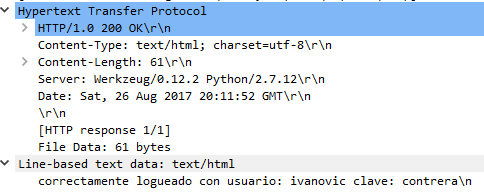 Hypertext Transfer Protocol
HTTP/1.0 200 OK\r\n
Content-Type: text/html; charset=utf-8\r\n
Content-Length: 61\r\n
Server: Werkzeug/0.12.2 Python/2.7.12\r\n
Date: Sat, 26 Aug 2017 20:11:52 GMT\r\n
\r\n
[HTTP response 1/1]
File Data: 61 bytes
Line-based text data: text/html
correctamente logueado con usuario: ivanovic clave: contrera\n